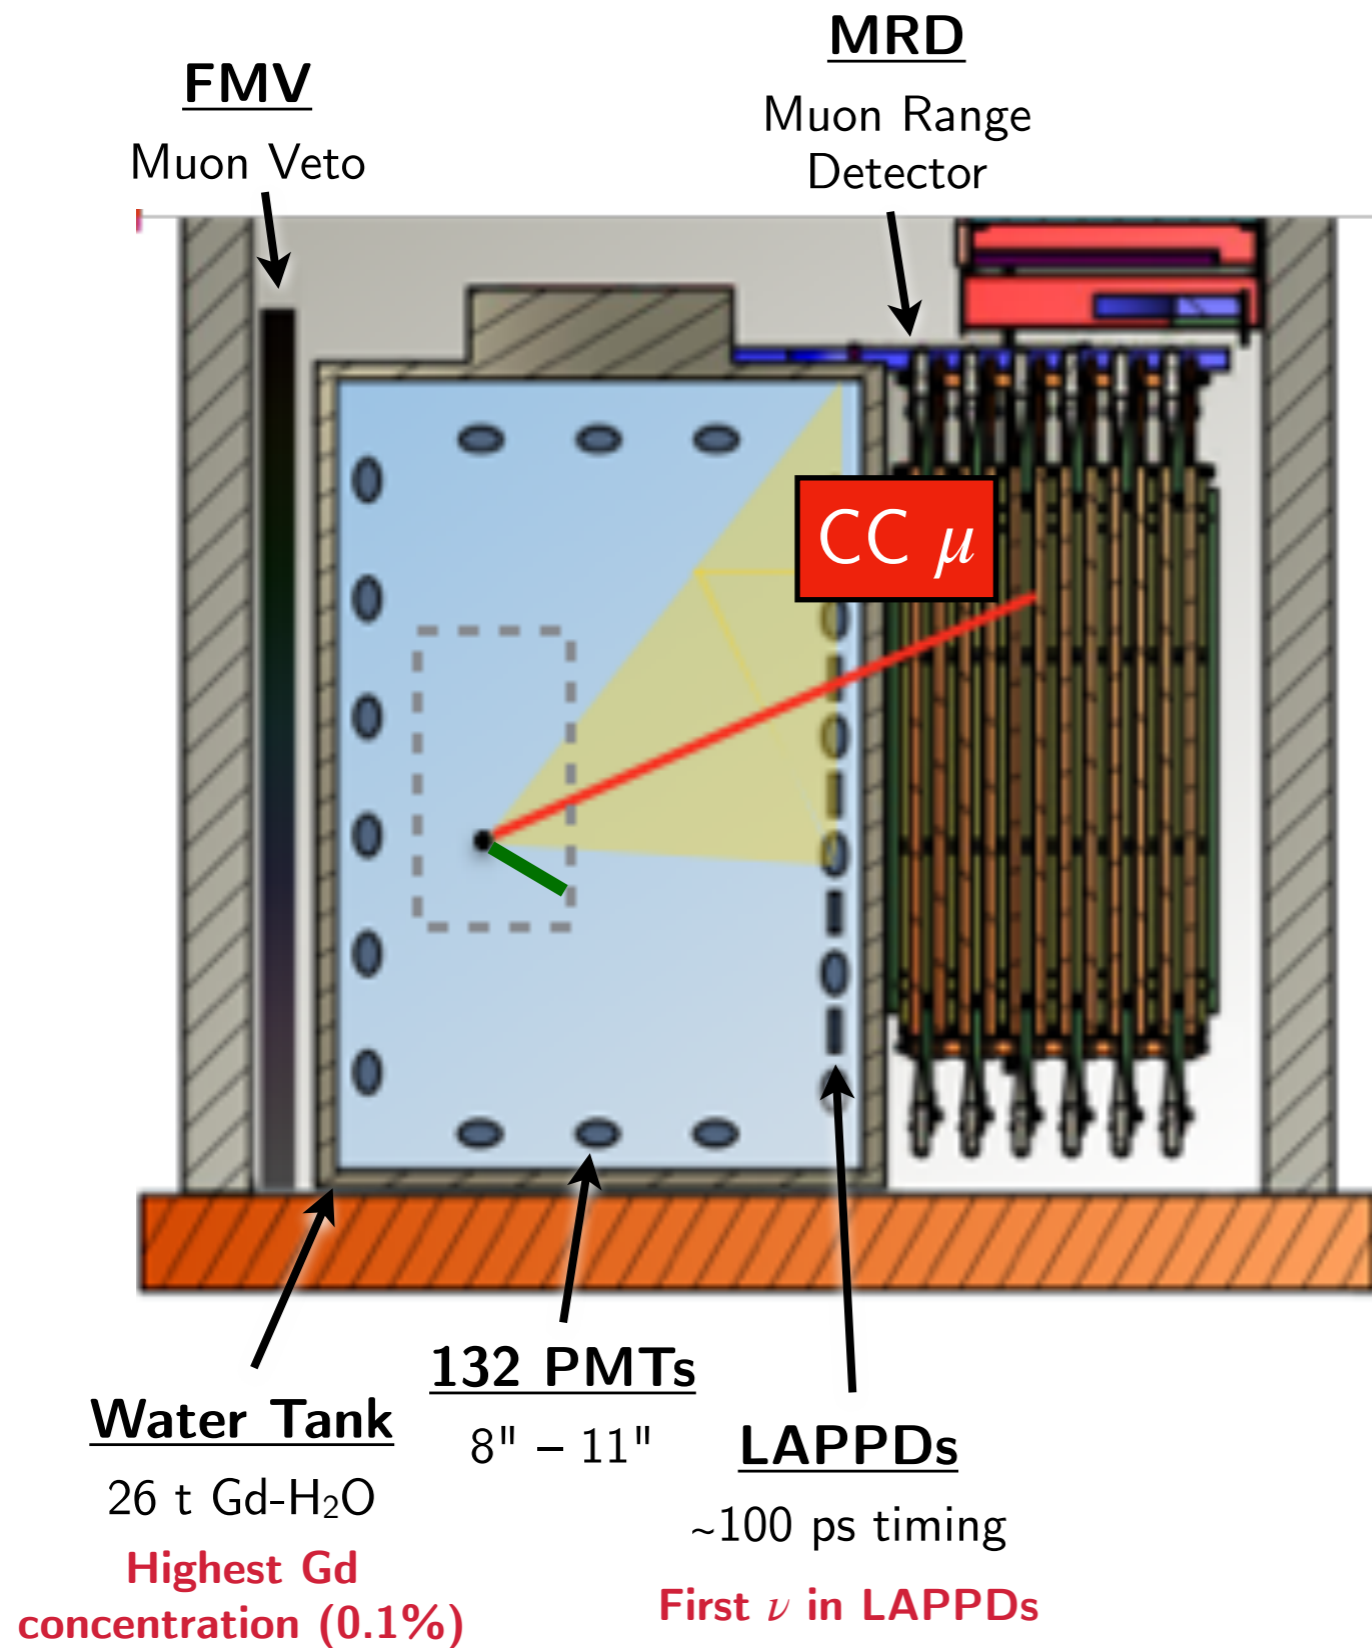 MRD
Muon Range
Detector
FMV
Muon Veto
CC μ
132 PMTs
8" – 11"
Water Tank
26 t Gd-H₂O
Highest Gd
concentration (0.1%)
LAPPDs
~100 ps timing
First ν in LAPPDs